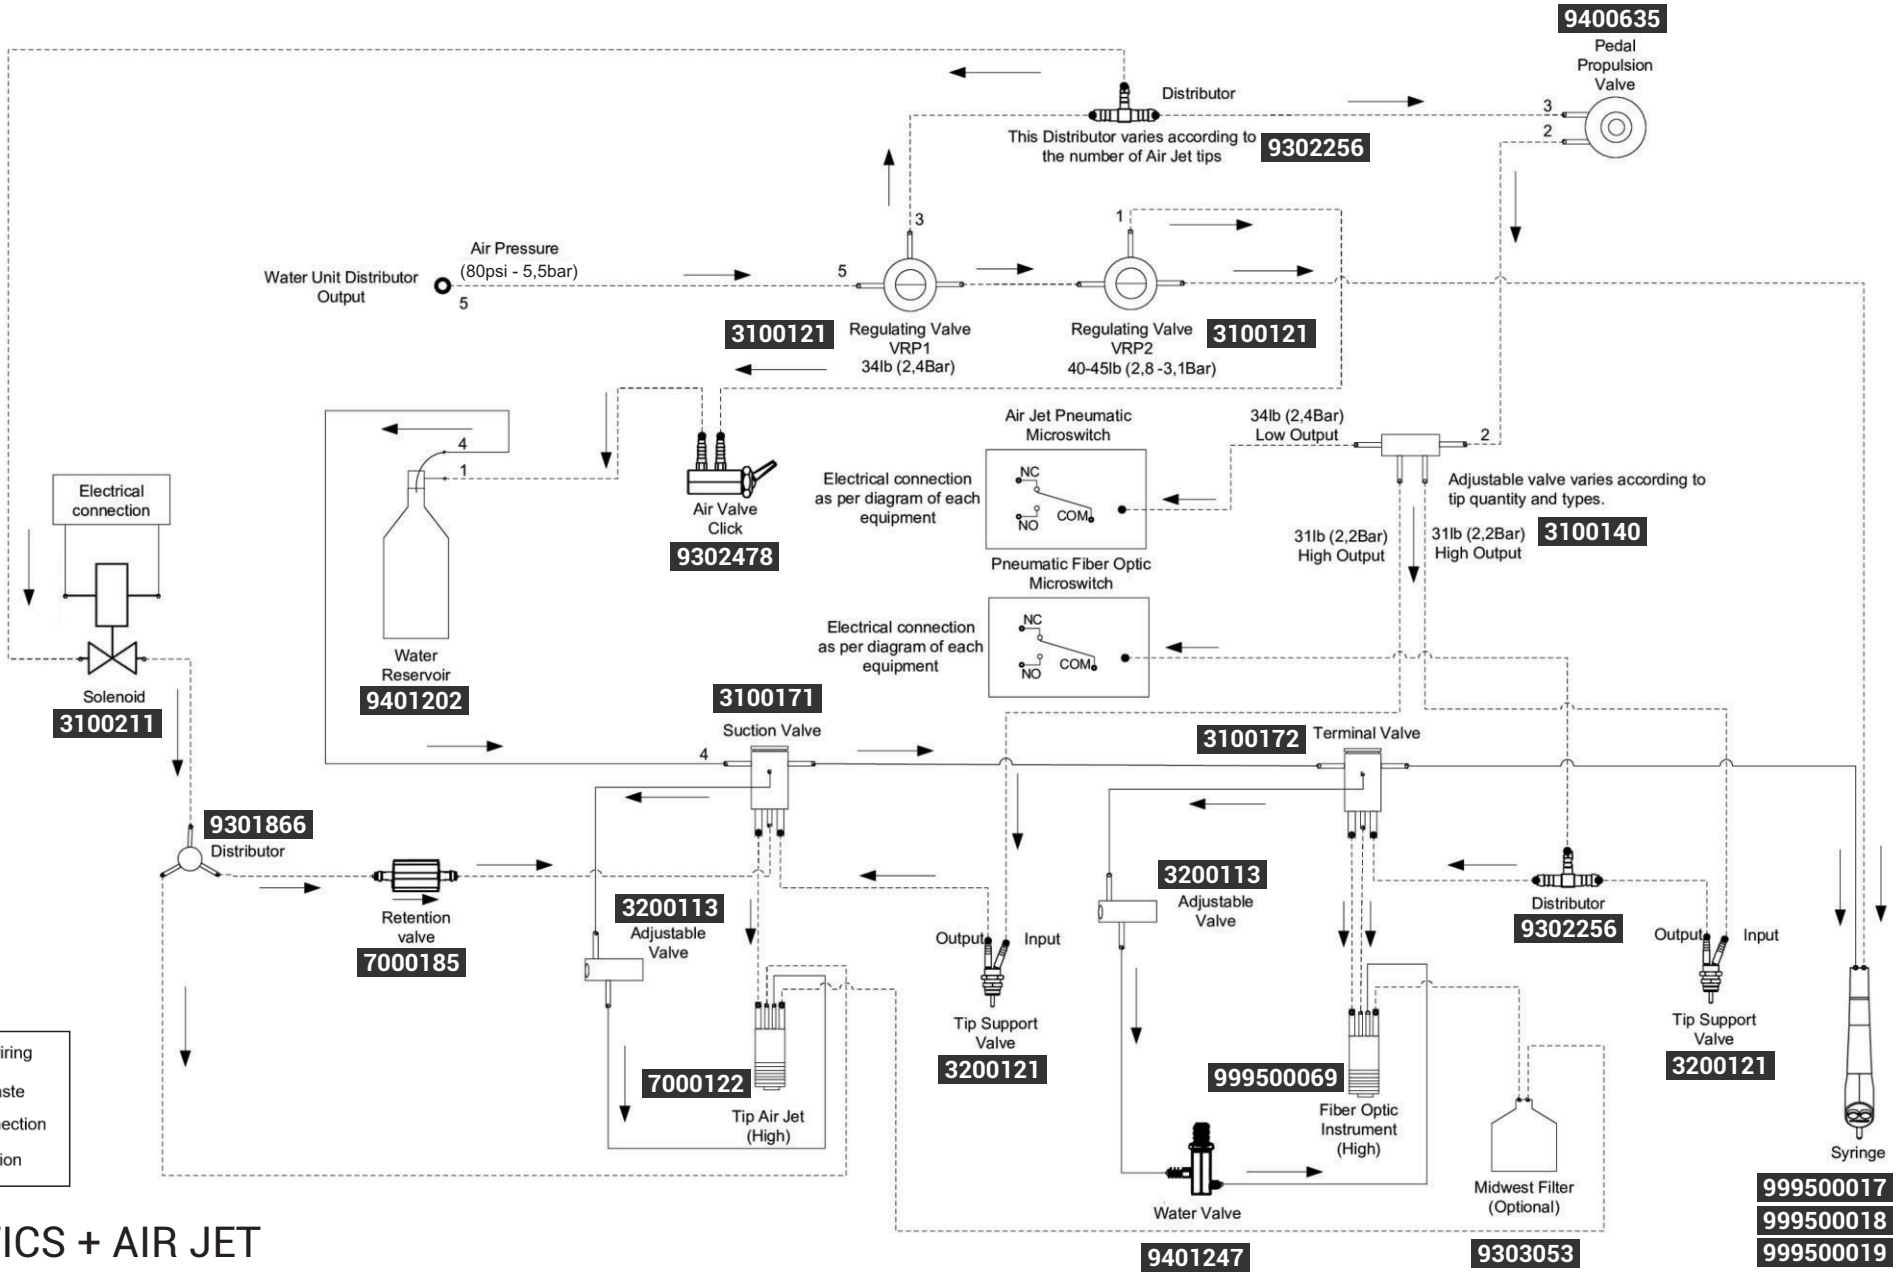 9400635
Pedal
Propulsion
Valve
3
2
Distributor
This Distributor varies according to
the number of Air Jet tips
9302256
3
1
Air Pressure
(80psi - 5,5bar)
Water Unit Distributor
Output
5
5
3100121
Regulating Valve
VRP1
34lb (2,4Bar)
Regulating Valve
VRP2
40-45lb (2,8 -3,1Bar)
3100121
4
1
Air Valve
Click
9302478
Air Jet Pneumatic
Microswitch
Electrical connection
as per diagram of each
equipment
NC
NO
COM
34lb (2,4Bar)
Low Output
2
Adjustable valve varies according to
tip quantity and types.
3100140
31lb (2,2Bar)
High Output
31lb (2,2Bar)
High Output
Electrical
connection
Pneumatic Fiber Optic
Microswitch
Electrical connection
as per diagram of each
equipment
NC
NO
COM
Water
Reservoir
9401202
Solenoid
3100211
3100171
Suction Valve
4
3100172
Terminal Valve
9301866
Distributor
Retention
valve
7000185
3200113
Adjustable
Valve
3200113
Adjustable
Valve
Output
Input
Tip Support
Valve
3200121
Distributor
9302256
Output
Input
Tip Support
Valve
3200121
7000122
Tip Air Jet
(High)
999500069
Fiber Optic
Instrument
(High)
Water Valve
9401247
Midwest Filter
(Optional)
9303053
Syringe
999500017
999500018
999500019
+ AIR JET